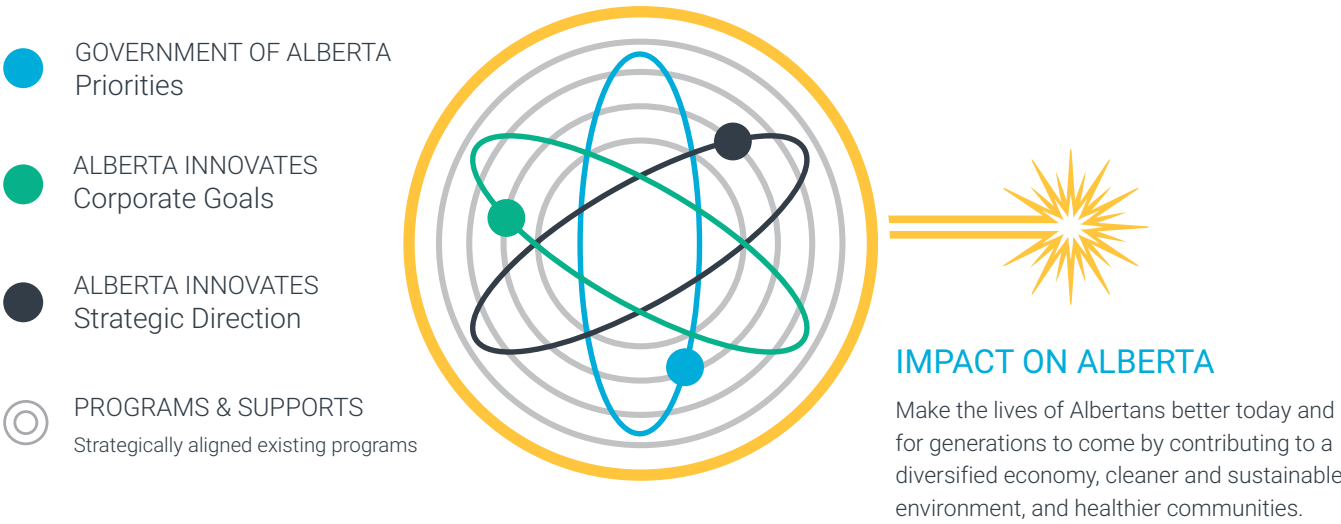 GOVERNMENT OF ALBERTA
Priorities
ALBERTA INNOVATES
Corporate Goals
ALBERTA INNOVATES
Strategic Direction
PROGRAMS & SUPPORTS
Strategically aligned existing programs
IMPACT ON ALBERTA
Make the lives of Albertans better today and
for generations to come by contributing to a
diversified economy, cleaner and sustainable
environment, and healthier communities.